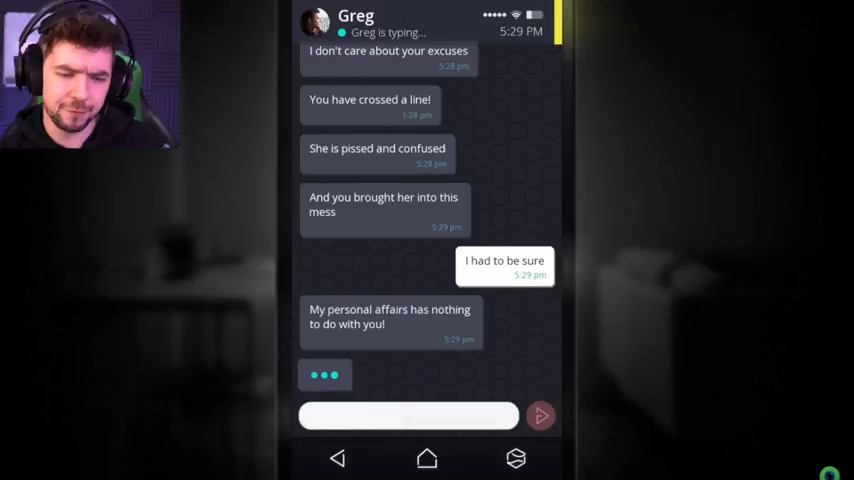 Greg
Greg is typing...
5:29 PM
I don't care about your excuses
5:28 pm
You have crossed a line!
5:28 pm
She is pissed and confused
5:28 pm
And you brought her into this
mess
5:29 pm
I had to be sure
5:29 pm
My personal affairs has nothing
to do with you!
5:29 pm